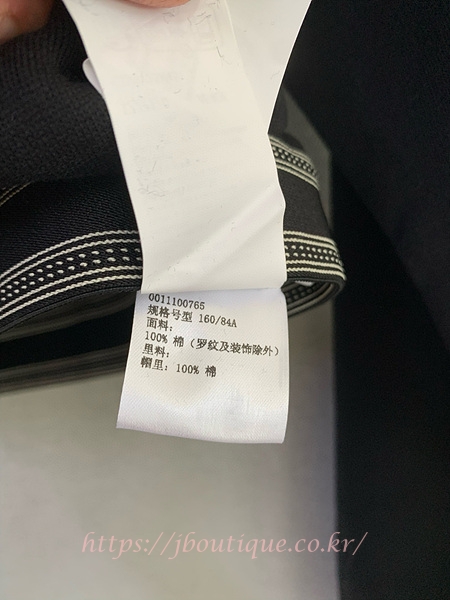 0011100765
规格号型 160/84A
面料：
100% 棉（罗纹及装饰除外）
里料：
帽里：100% 棉
https://jboutique.co.kr/